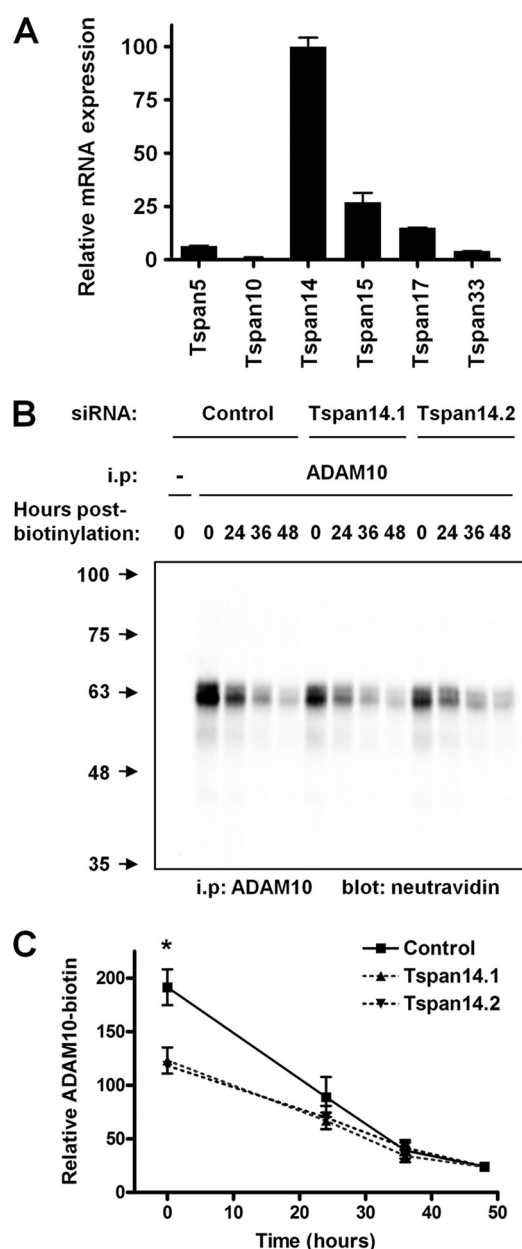 A
Relative mRNA expression
100
75
50
25
0
Tspan5
Tspan10
Tspan14
Tspan15
Tspan17
Tspan33
B
siRNA: Control Tspan14.1 Tspan14.2
i.p: - ADAM10
Hours post-
biotinylation: 0 0 24 36 48 0 24 36 48 0 24 36 48
100
75
63
48
35
i.p: ADAM10 blot: neutravidin
C
*
Control
Tspan14.1
Tspan14.2
Relative ADAM10-biotin
200
150
100
50
0
0 10 20 30 40 50
Time (hours)